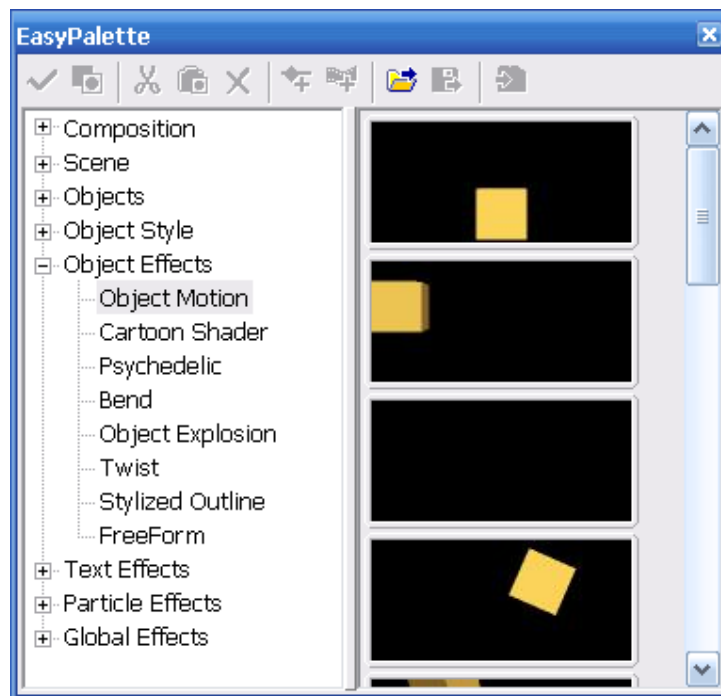 EasyPalette
Composition
Scene
Objects
Object Style
Object Effects
Object Motion
Cartoon Shader
Psychedelic
Bend
Object Explosion
Twist
Stylized Outline
FreeForm
Text Effects
Particle Effects
Global Effects